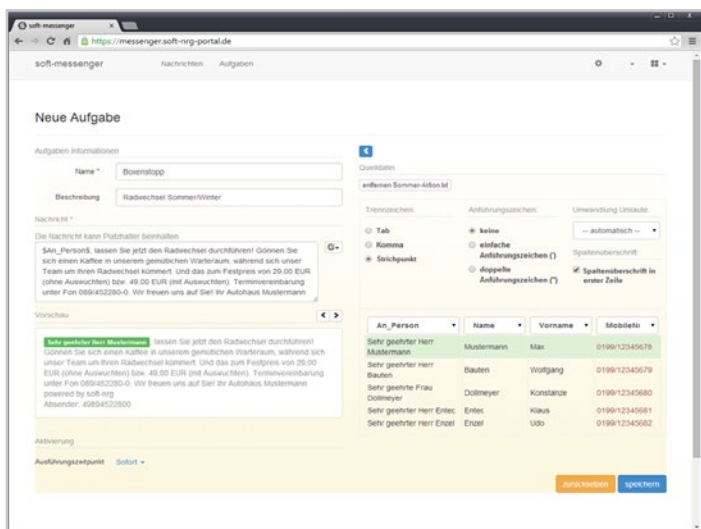 soft-messenger
https://messenger.soft-nrg-portal.de
soft-messenger Nachrichten Aufgaben
Neue Aufgabe
Aufgaben Informationen
Name * Boxenstopp
Beschreibung Radwechsel Sommer/Winter
Nachricht *
Die Nachricht kann Platzhalter beinhalten
$An_Person$, lassen Sie jetzt den Radwechsel durchführen! Gönnen Sie
sich einen Kaffee in unserem gemütlichen Warteraum, während sich unser
Team um Ihren Radwechsel kümmert. Und das zum Festpreis von 29,00 EUR
(ohne Auswuchten) bzw. 49,00 EUR (mit Auswuchten). Terminvereinbarung
unter Fon 089/452280-0. Wir freuen uns auf Sie! Ihr Autohaus Mustermann
Vorschau
Sehr geehrter Herr Mustermann, lassen Sie jetzt den Radwechsel durchführen!
Gönnen Sie sich einen Kaffee in unserem gemütlichen Warteraum, während sich
unser Team um Ihren Radwechsel kümmert. Und das zum Festpreis von 29,00
EUR (ohne Auswuchten) bzw. 49,00 EUR (mit Auswuchten). Terminvereinbarung
unter Fon 089/452280-0. Wir freuen uns auf Sie! Ihr Autohaus Mustermann
powered by soft-nrg
Absender: 49894522800
Aktivierung
Ausführungszeitpunkt Sofort
Quelldatei
entfernen Sommer-Aktion.txt
Trennzeichen: Anführungszeichen: Umwandlung Umlaute:
Tab keine -- automatisch --
Komma einfache
Anführungszeichen (') Spaltenüberschrift:
Strichpunkt
doppelte
Anführungszeichen (") Spaltenüberschrift in
erster Zeile
An_Person Name Vorname MobileNr
Sehr geehrter Herr
Mustermann Mustermann Max 0199/12345678
Sehr geehrter Herr
Bauten Bauten Wolfgang 0199/12345679
Sehr geehrte Frau
Dollmeyer Dollmeyer Konstanze 0199/12345680
Sehr geehrter Herr Entec Entec Klaus 0199/12345681
Sehr geehrter Herr Enzel Enzel Udo 0199/12345682
zurücksetzen speichern